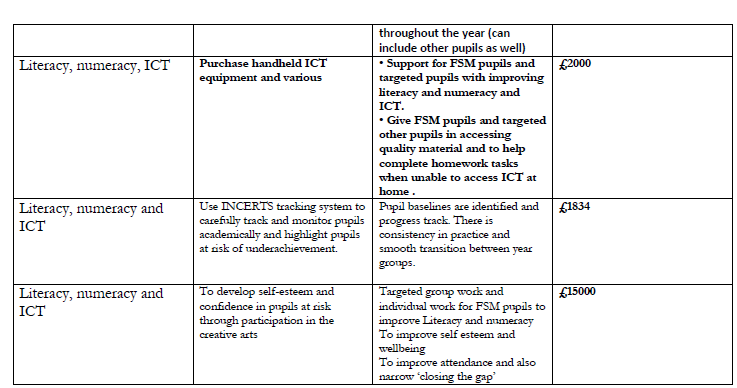 throughout the year (can
include other pupils as well)
Literacy, numeracy, ICT
Purchase handheld ICT
equipment and various
• Support for FSM pupils and
targeted pupils with improving
literacy and numeracy and
ICT.
• Give FSM pupils and targeted
other pupils in accessing
quality material and to help
complete homework tasks
when unable to access ICT at
home .
£2000
Literacy, numeracy and
ICT
Use INCERTS tracking system to
carefully track and monitor pupils
academically and highlight pupils
at risk of underachievement.
Pupil baselines are identified and
progress track. There is
consistency in practice and
smooth transition between year
groups.
£1834
Literacy, numeracy and
ICT
To develop self-esteem and
confidence in pupils at risk
through participation in the
creative arts
Targeted group work and
individual work for FSM pupils to
improve Literacy and numeracy
To improve self esteem and
wellbeing
To improve attendance and also
narrow ‘closing the gap’
£15000